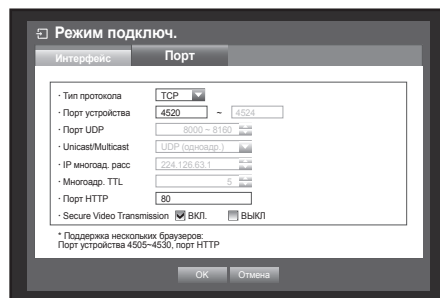 Режим подключ.
Интерфейс Порт
· Тип протокола TCP
· Порт устройства 4520 ~ 4524
· Порт UDP 8000 ~ 8160
· Unicast/Multicast UDP (одноадр.)
· IP многоад. расс 224.126.63.1
· Многоадр. TTL 5
· Порт HTTP 80
· Secure Video Transmission ВКЛ. ВЫКЛ
* Поддержка нескольких браузеров:
Порт устройства 4505~4530, порт HTTP
OK Отмена